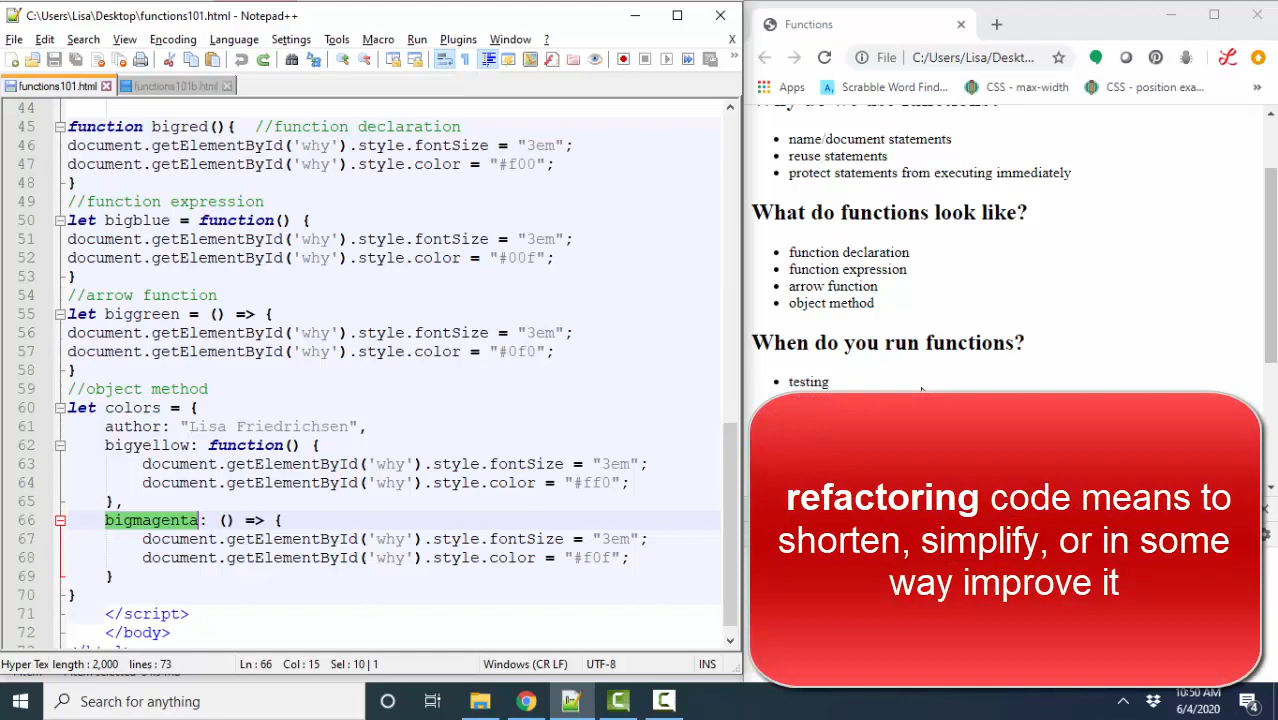 C:\Users\Lisa\Desktop\functions101.html - Notepad++
File Edit Search View Encoding Language Settings Tools Macro Run Plugins Window ?
functions101.html functions101b.html
44
45 function bigred(){ //function declaration
46 document.getElementById('why').style.fontSize = "3em";
47 document.getElementById('why').style.color = "#f00";
48 }
49 //function expression
50 let bigblue = function() {
51 document.getElementById('why').style.fontSize = "3em";
52 document.getElementById('why').style.color = "#00f";
53 }
54 //arrow function
55 let biggreen = () => {
56 document.getElementById('why').style.fontSize = "3em";
57 document.getElementById('why').style.color = "#0f0";
58 }
59 //object method
60 let colors = {
61 author: "Lisa Friedrichsen",
62 bigyellow: function() {
63 document.getElementById('why').style.fontSize = "3em";
64 document.getElementById('why').style.color = "#ff0";
65 },
66 bigmagenta: () => {
67 document.getElementById('why').style.fontSize = "3em";
68 document.getElementById('why').style.color = "#f0f";
69 }
70 }
71 </script>
72 </body>
Hyper Tex length : 2,000 lines : 73 Ln : 66 Col : 15 Sel : 10 | 1 Windows (CR LF) UTF-8 INS
Functions
File C:/Users/Lisa/Deskt...
Apps Scrabble Word Find... CSS - max-width CSS - position exa...
Why do we use functions?
name/document statements
reuse statements
protect statements from executing immediately
What do functions look like?
function declaration
function expression
arrow function
object method
When do you run functions?
testing
refactoring code means to
shorten, simplify, or in some
way improve it
Search for anything
10:50 AM
6/4/2020
4